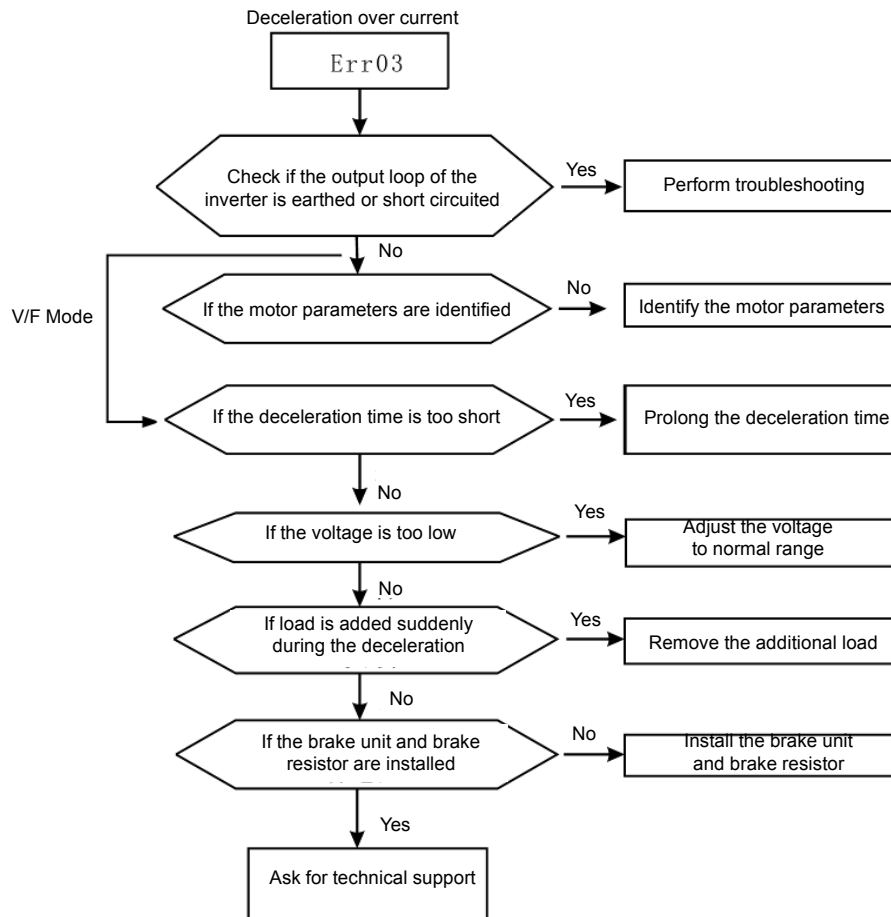 Deceleration over current
Err03
Check if the output loop of the
inverter is earthed or short circuited
Yes
Perform troubleshooting
No
V/F Mode
If the motor parameters are identified
No
Identify the motor parameters
If the deceleration time is too short
Yes
Prolong the deceleration time
No
If the voltage is too low
Yes
Adjust the voltage
to normal range
No
If load is added suddenly
during the deceleration
Yes
Remove the additional load
No
If the brake unit and brake
resistor are installed
No
Install the brake unit
and brake resistor
Yes
Ask for technical support